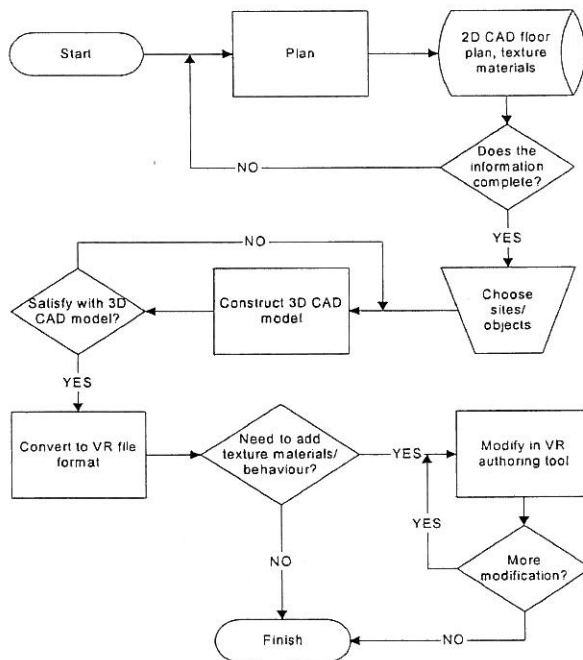 Start
Plan
2D CAD floor
plan, texture
materials
Does the
information
complete?
NO
YES
Choose
sites/
objects
Construct 3D CAD
model
NO
Satisfy with 3D
CAD model?
YES
Convert to VR file
format
Need to add
texture materials/
behaviour?
YES
Modify in VR
authoring tool
YES
More
modification?
NO
NO
Finish